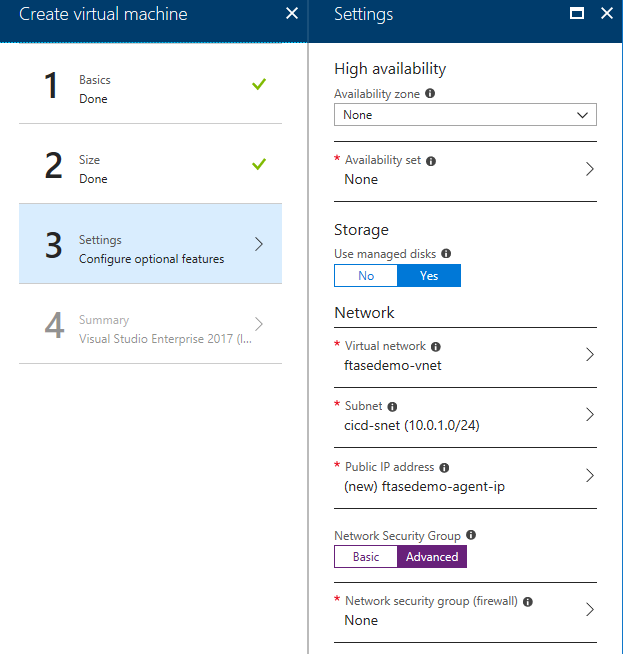 Create virtual machine
1
Basics
Done
2
Size
Done
3
Settings
Configure optional features
4
Summary
Visual Studio Enterprise 2017 (I...
Settings
High availability
Availability zone
None
* Availability set
None
Storage
Use managed disks
No Yes
Network
* Virtual network
ftasedemo-vnet
* Subnet
cicd-snet (10.0.1.0/24)
* Public IP address
(new) ftasedemo-agent-ip
Network Security Group
Basic Advanced
* Network security group (firewall)
None